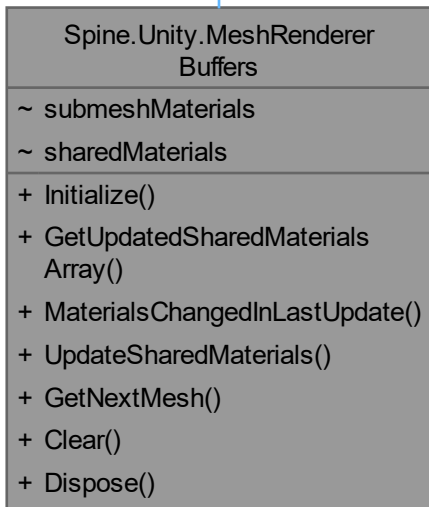 Spine.Unity.MeshRenderer
Buffers
~ submeshMaterials
~ sharedMaterials
+ Initialize()
+ GetUpdatedSharedMaterials
Array()
+ MaterialsChangedInLastUpdate()
+ UpdateSharedMaterials()
+ GetNextMesh()
+ Clear()
+ Dispose()